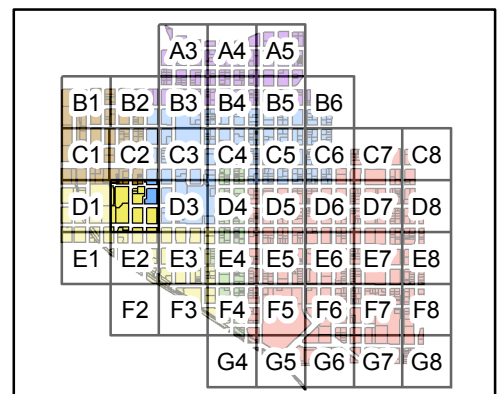 A3 A4 A5
B1 B2 B3 B4 B5 B6
C1 C2 C3 C4 C5 C6 C7 C8
D1 D3 D4 D5 D6 D7 D8
E1 E2 E3 E4 E5 E6 E7 E8
F2 F3 F4 F5 F6 F7 F8
G4 G5 G6 G7 G8